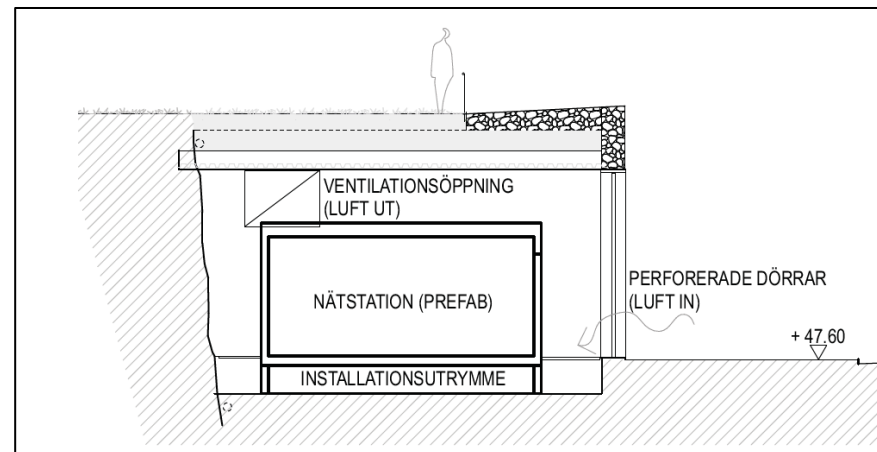 VENTILATIONSÖPPNING
(LUFT UT)
NÄTSTATION (PREFAB)
PERFORERADE DÖRRAR
(LUFT IN)
+ 47.60
INSTALLATIONSUTRYMME